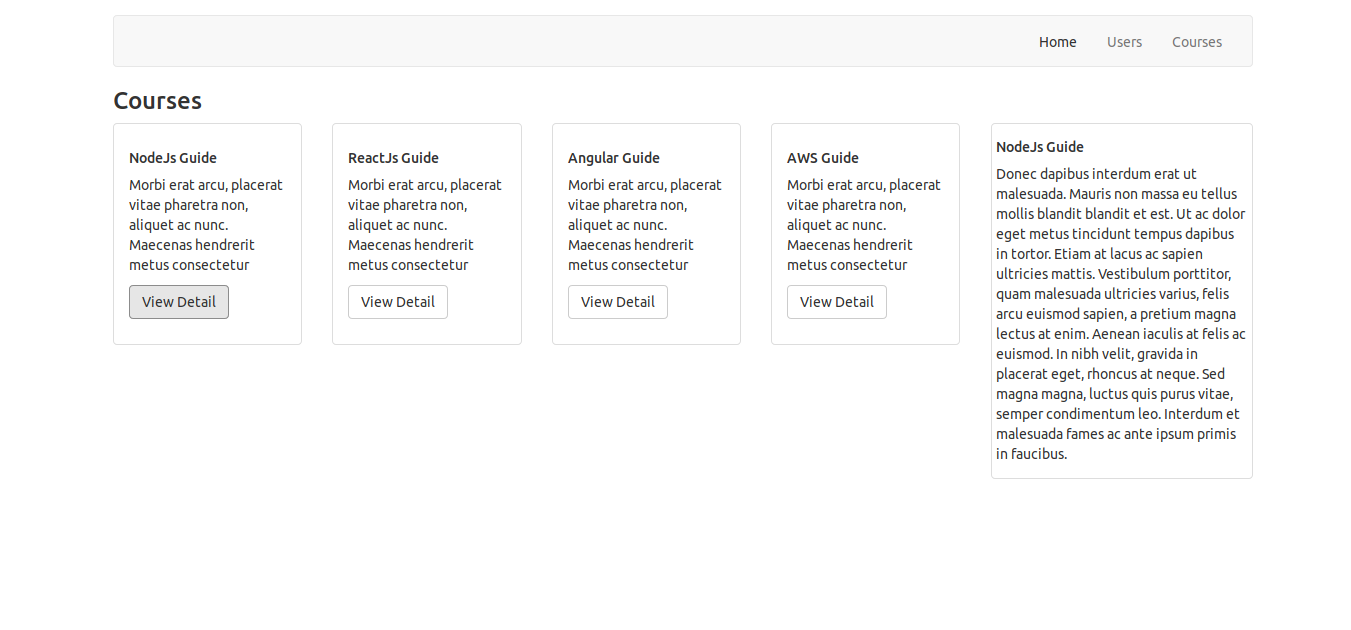 Home Users Courses
Courses
NodeJs Guide
Morbi erat arcu, placerat
vitae pharetra non,
aliquet ac nunc.
Maecenas hendrerit
metus consectetur
View Detail
ReactJs Guide
Morbi erat arcu, placerat
vitae pharetra non,
aliquet ac nunc.
Maecenas hendrerit
metus consectetur
View Detail
Angular Guide
Morbi erat arcu, placerat
vitae pharetra non,
aliquet ac nunc.
Maecenas hendrerit
metus consectetur
View Detail
AWS Guide
Morbi erat arcu, placerat
vitae pharetra non,
aliquet ac nunc.
Maecenas hendrerit
metus consectetur
View Detail
NodeJs Guide
Donec dapibus interdum erat ut
malesuada. Mauris non massa eu tellus
mollis blandit blandit et est. Ut ac dolor
eget metus tincidunt tempus dapibus
in tortor. Etiam at lacus ac sapien
ultricies mattis. Vestibulum porttitor,
quam malesuada ultricies varius, felis
arcu euismod sapien, a pretium magna
lectus at enim. Aenean iaculis at felis ac
euismod. In nibh velit, gravida in
placerat eget, rhoncus at neque. Sed
magna magna, luctus quis purus vitae,
semper condimentum leo. Interdum et
malesuada fames ac ante ipsum primis
in faucibus.